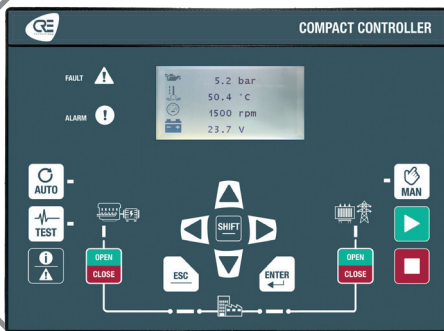 CRE
COMPACT CONTROLLER
FAULT
ALARM
5.2 bar
50.4 °C
1500 rpm
23.7 V
AUTO
MAN
TEST
SHIFT
OPEN
CLOSE
ESC
ENTER
OPEN
CLOSE